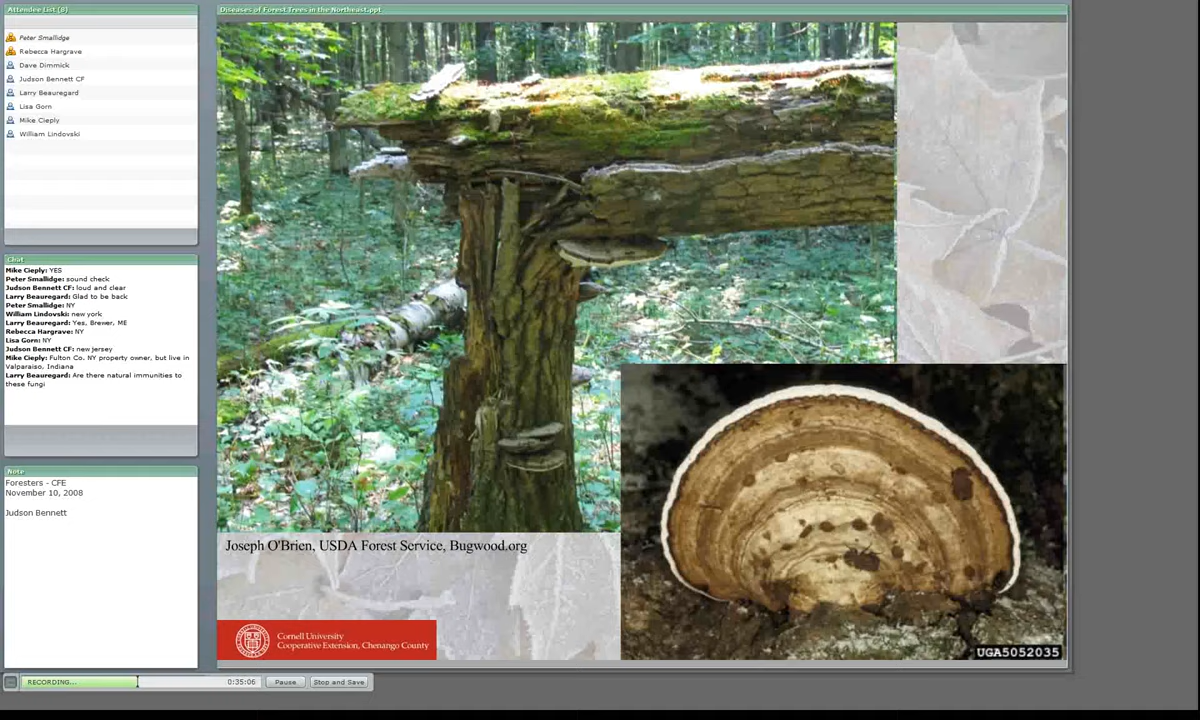 Attendee List (8)
Peter Smallidge
Rebecca Hargrave
Dave Dimmick
Judson Bennett CF
Larry Beauregard
Lisa Gorn
Mike Cieply
William Lindovski
Chat
Mike Cieply: YES
Peter Smallidge: sound check
Judson Bennett CF: loud and clear
Larry Beauregard: Glad to be back
Peter Smallidge: NY
William Lindovski: new york
Larry Beauregard: Yes, Brewer, ME
Rebecca Hargrave: NY
Lisa Gorn: NY
Judson Bennett CF: new jersey
Mike Cieply: Fulton Co. NY property owner, but live in
Valparaiso, Indiana
Larry Beauregard: Are there natural immunities to
these fungi
Note
Foresters - CFE
November 10, 2008
Judson Bennett
Diseases of Forest Trees in the Northeast.ppt
Joseph O'Brien, USDA Forest Service, Bugwood.org
Cornell University
Cooperative Extension, Chenango County
UGA5052035
RECORDING...
0:35:06
Pause
Stop and Save